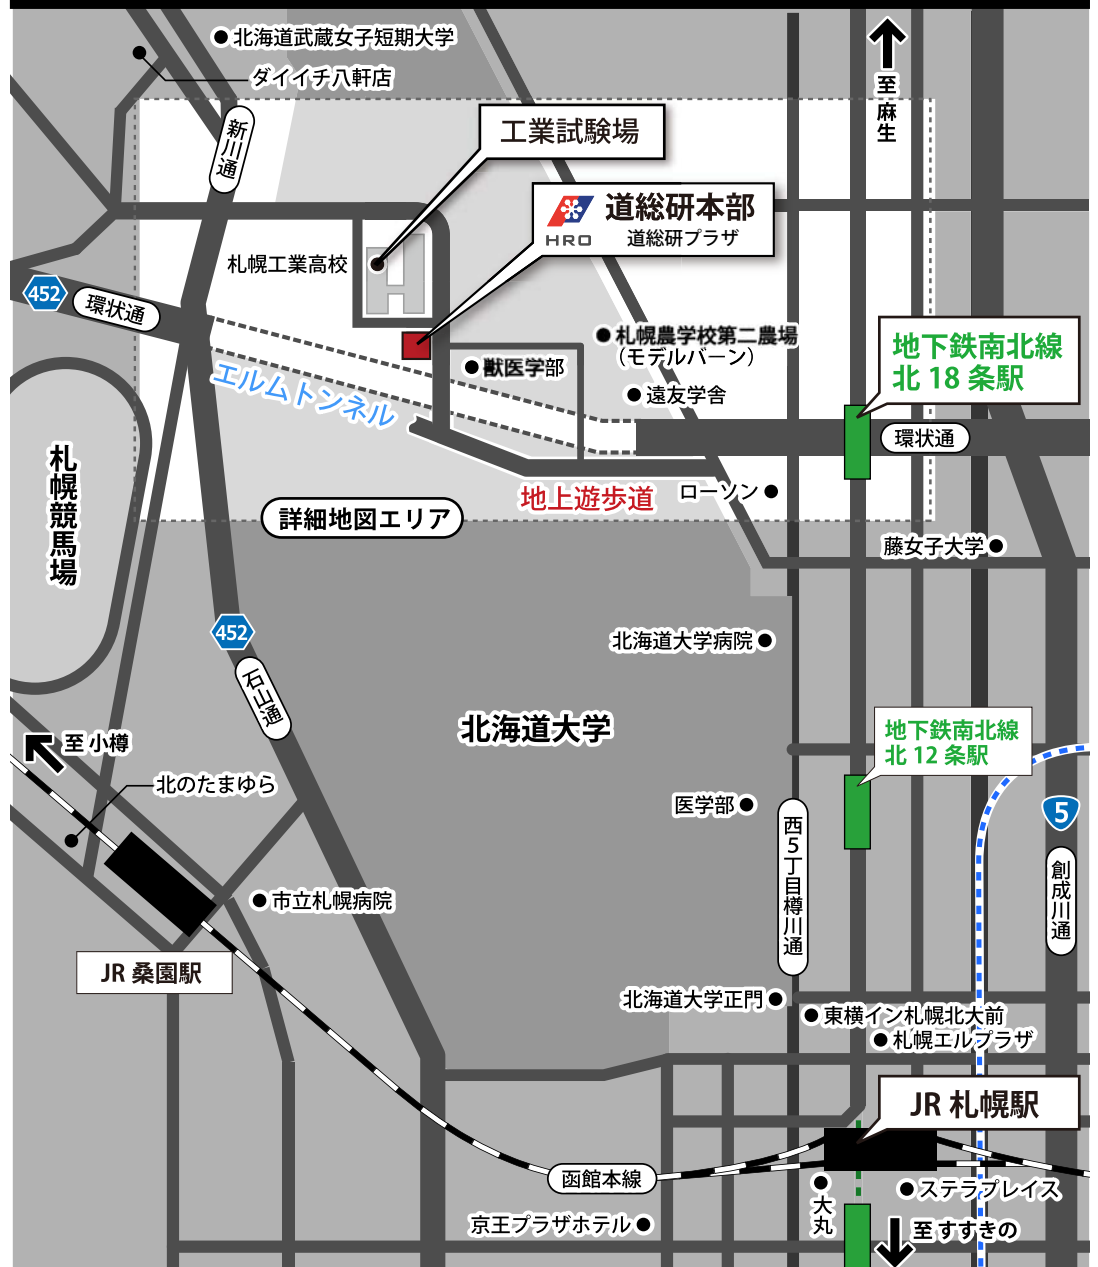 北海道武蔵女子短期大学
ダイイチ八軒店
至 麻生
新川通
工業試験場
HRO
道総研本部
道総研プラザ
札幌工業高校
452
環状通
札幌農学校第二農場
(モデルバーン)
獣医学部
遠友学舎
地下鉄南北線
北 18 条駅
環状通
エルムトンネル
地上遊歩道
ローソン
詳細地図エリア
札幌競馬場
藤女子大学
452
石山通
北海道大学病院
北海道大学
地下鉄南北線
北 12 条駅
至 小樽
北のたまゆら
医学部
西5丁目樽川通
5
創成川通
市立札幌病院
JR 桑園駅
北海道大学正門
東横イン札幌北大前
札幌エルプラザ
JR 札幌駅
函館本線
大丸
ステラプレイス
京王プラザホテル
至 すすきの